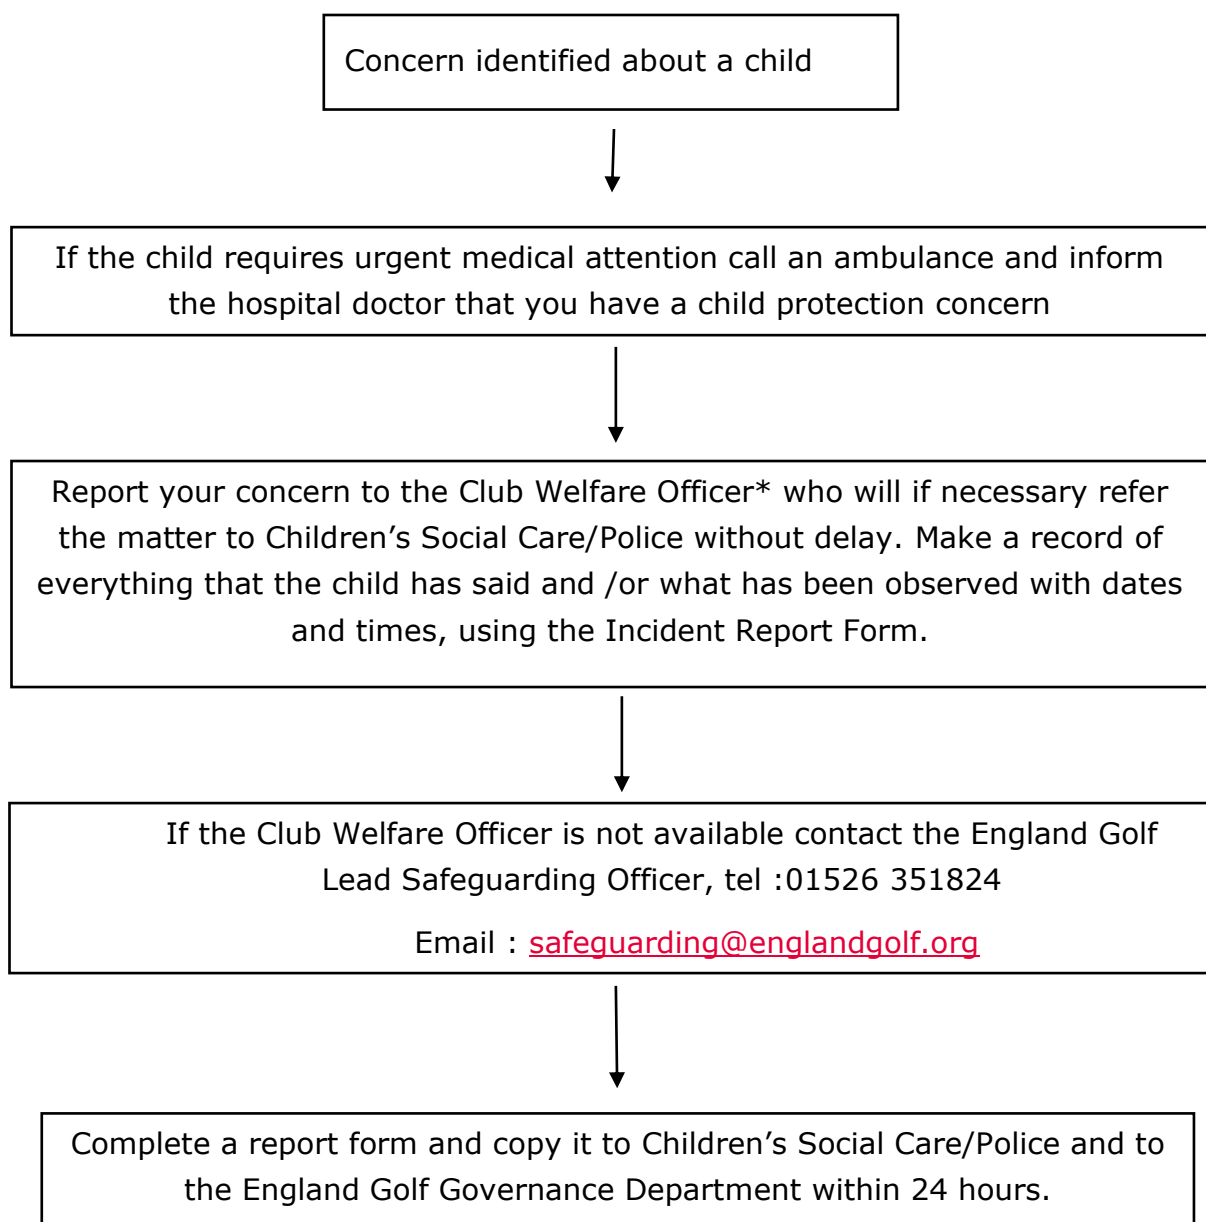 Concern identified about a child
If the child requires urgent medical attention call an ambulance and inform
the hospital doctor that you have a child protection concern
Report your concern to the Club Welfare Officer* who will if necessary refer
the matter to Children’s Social Care/Police without delay. Make a record of
everything that the child has said and /or what has been observed with dates
and times, using the Incident Report Form.
If the Club Welfare Officer is not available contact the England Golf
Lead Safeguarding Officer, tel :01526 351824
Email : safeguarding@englandgolf.org
Complete a report form and copy it to Children’s Social Care/Police and to
the England Golf Governance Department within 24 hours.